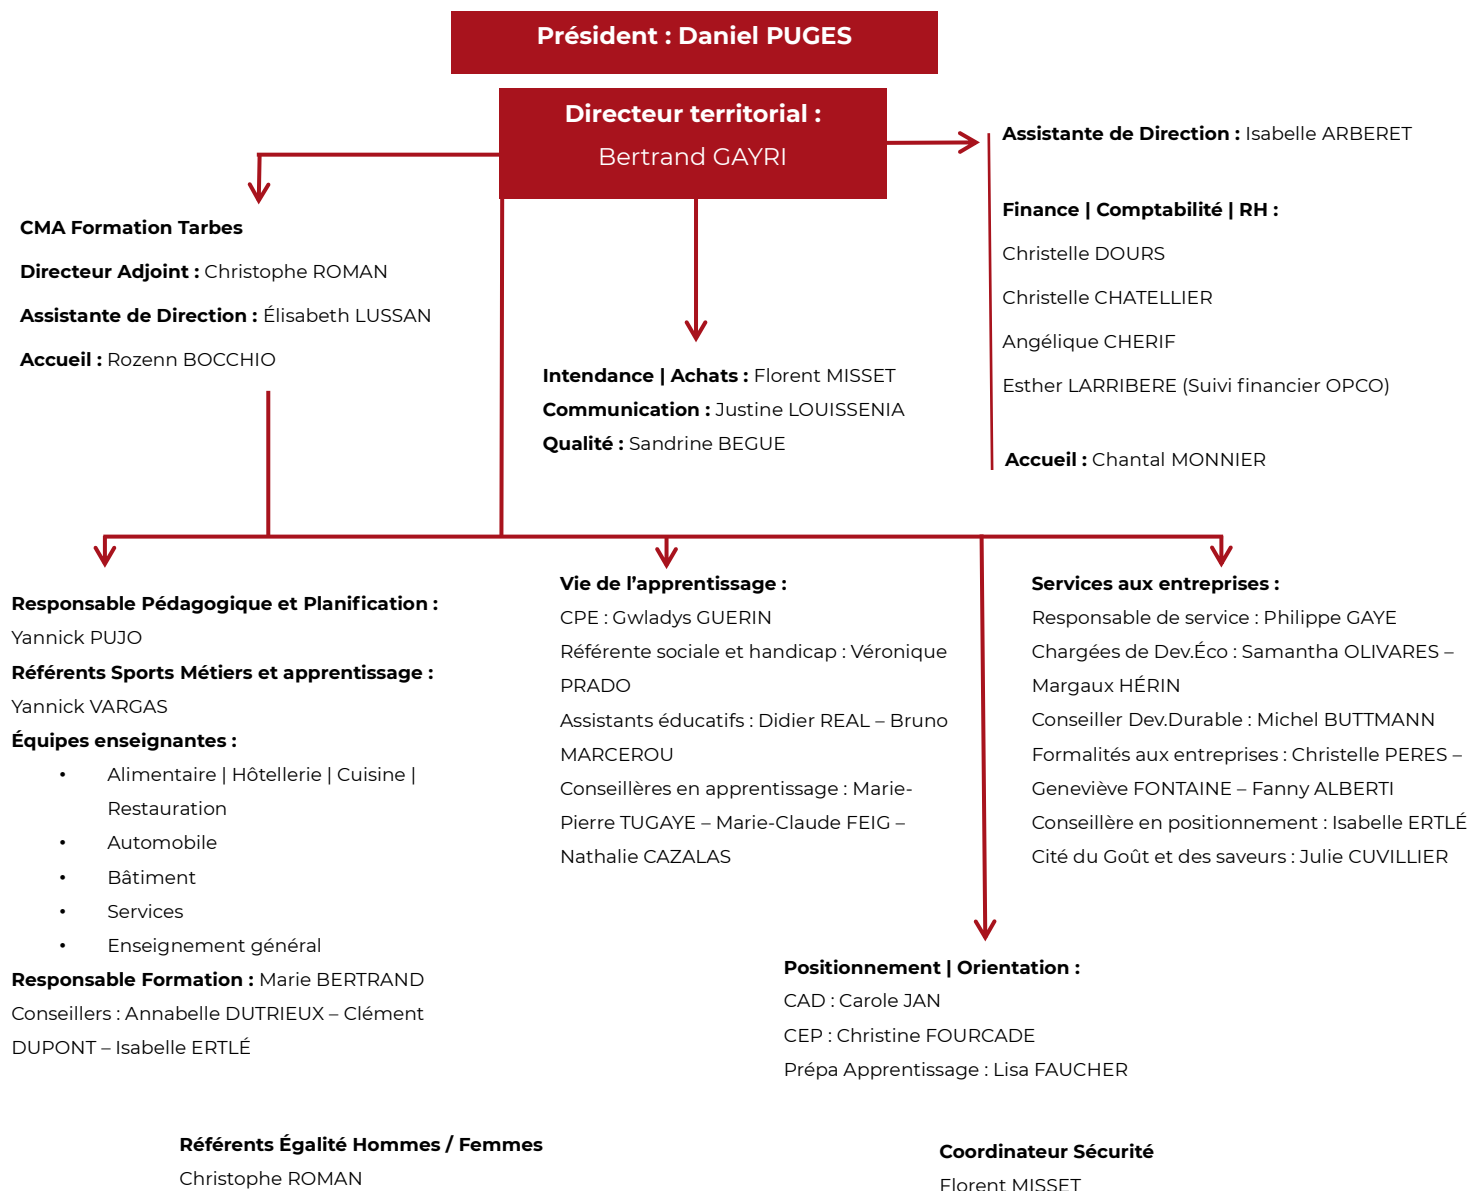 Président : Daniel PUGES
Directeur territorial :
Bertrand GAYRI
CMA Formation Tarbes
Directeur Adjoint : Christophe ROMAN
Assistante de Direction : Élisabeth LUSSAN
Accueil : Rozenn BOCCHIO
Intendance | Achats : Florent MISSET
Communication : Justine LOUISSENIA
Qualité : Sandrine BEGUE
Assistante de Direction : Isabelle ARBERET
Finance | Comptabilité | RH :
Christelle DOURS
Christelle CHATELLIER
Angélique CHERIF
Esther LARRIBERE (Suivi financier OPCO)
Accueil : Chantal MONNIER
Responsable Pédagogique et Planification :
Yannick PUJO
Référents Sports Métiers et apprentissage :
Yannick VARGAS
Équipes enseignantes :
• Alimentaire | Hôtellerie | Cuisine |
Restauration
• Automobile
• Bâtiment
• Services
• Enseignement général
Responsable Formation : Marie BERTRAND
Conseillers : Annabelle DUTRIEUX – Clément
DUPONT – Isabelle ERTLÉ
Vie de l’apprentissage :
CPE : Gwladys GUERIN
Référente sociale et handicap : Véronique
PRADO
Assistants éducatifs : Didier REAL – Bruno
MARCEROU
Conseillères en apprentissage : Marie-
Pierre TUGAYE – Marie-Claude FEIG –
Nathalie CAZALAS
Services aux entreprises :
Responsable de service : Philippe GAYE
Chargées de Dev.Éco : Samantha OLIVARES –
Margaux HÉRIN
Conseiller Dev.Durable : Michel BUTTMANN
Formalités aux entreprises : Christelle PERES –
Geneviève FONTAINE – Fanny ALBERTI
Conseillère en positionnement : Isabelle ERTLÉ
Cité du Goût et des saveurs : Julie CUVILLIER
Positionnement | Orientation :
CAD : Carole JAN
CEP : Christine FOURCADE
Prépa Apprentissage : Lisa FAUCHER
Référents Égalité Hommes / Femmes
Christophe ROMAN
Coordinateur Sécurité
Florent MISSET